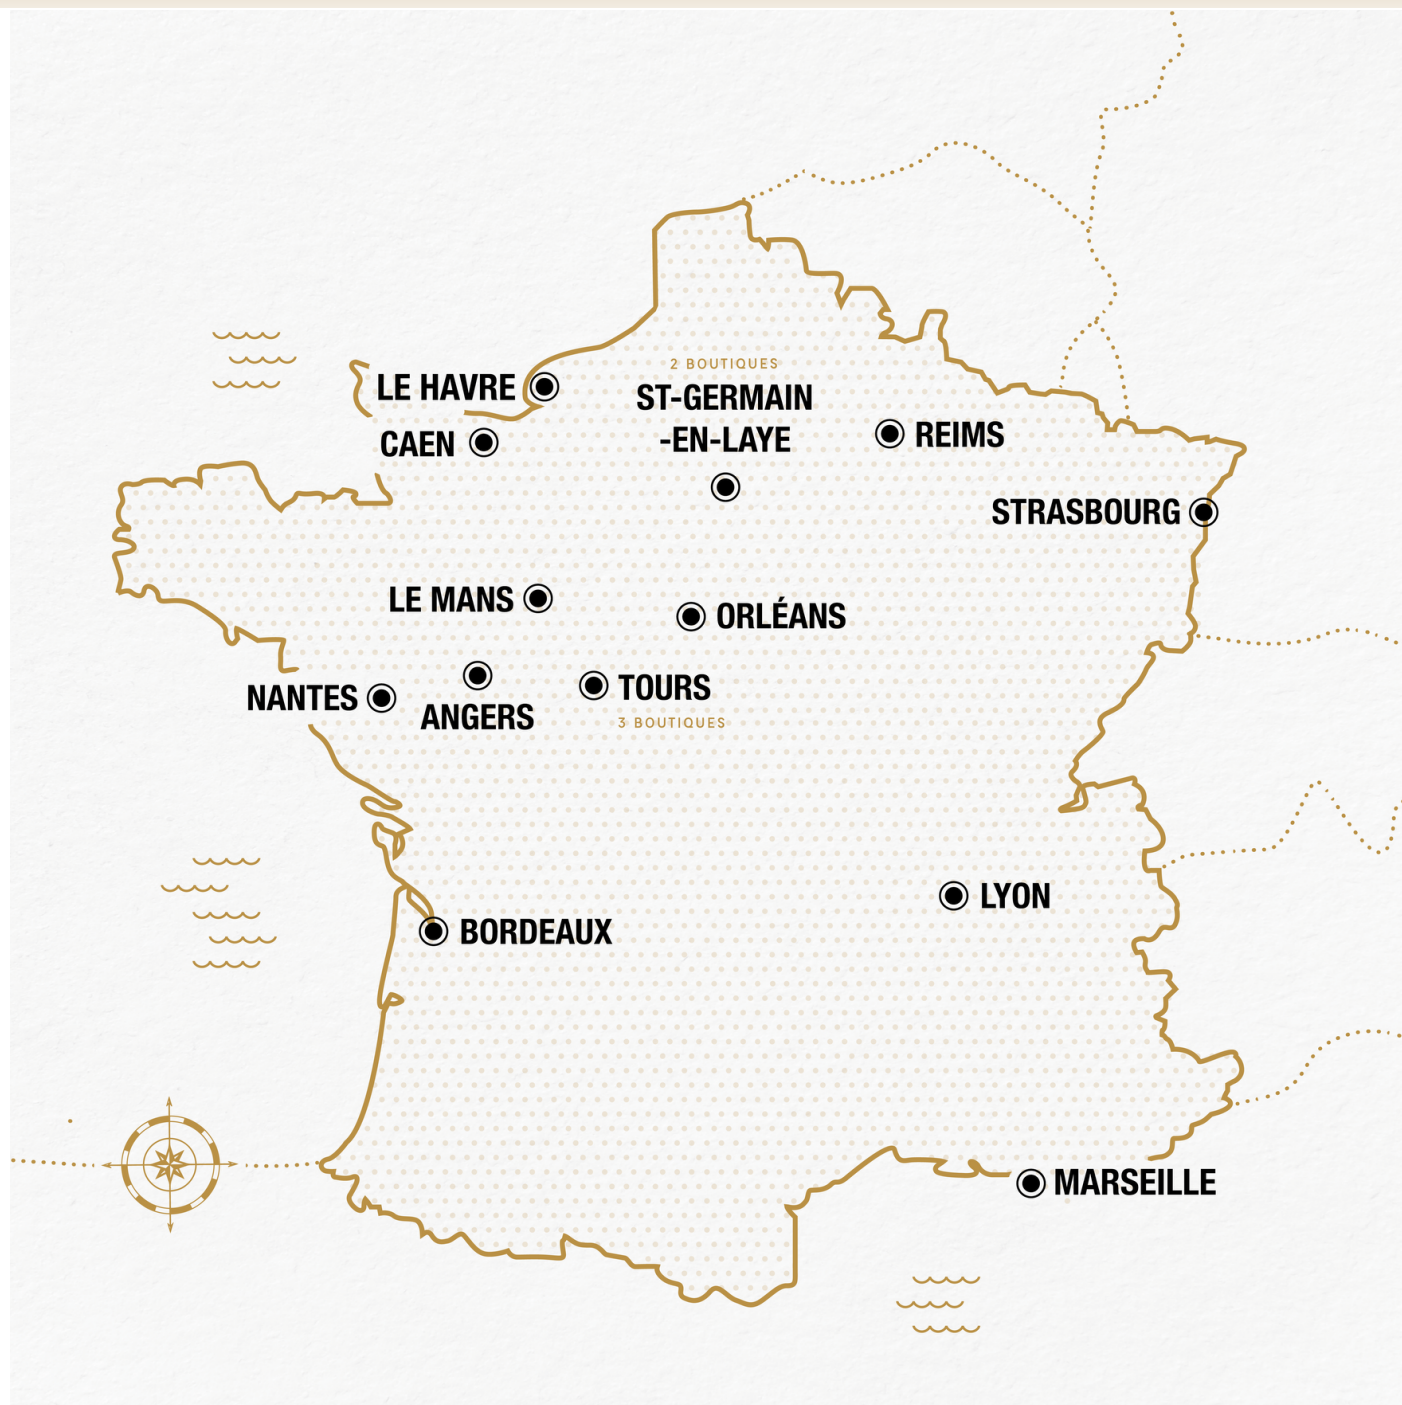 2 BOUTIQUES
LE HAVRE
ST-GERMAIN
-EN-LAYE
CAEN
REIMS
STRASBOURG
LE MANS
ORLÉANS
NANTES
ANGERS
TOURS
3 BOUTIQUES
LYON
BORDEAUX
MARSEILLE